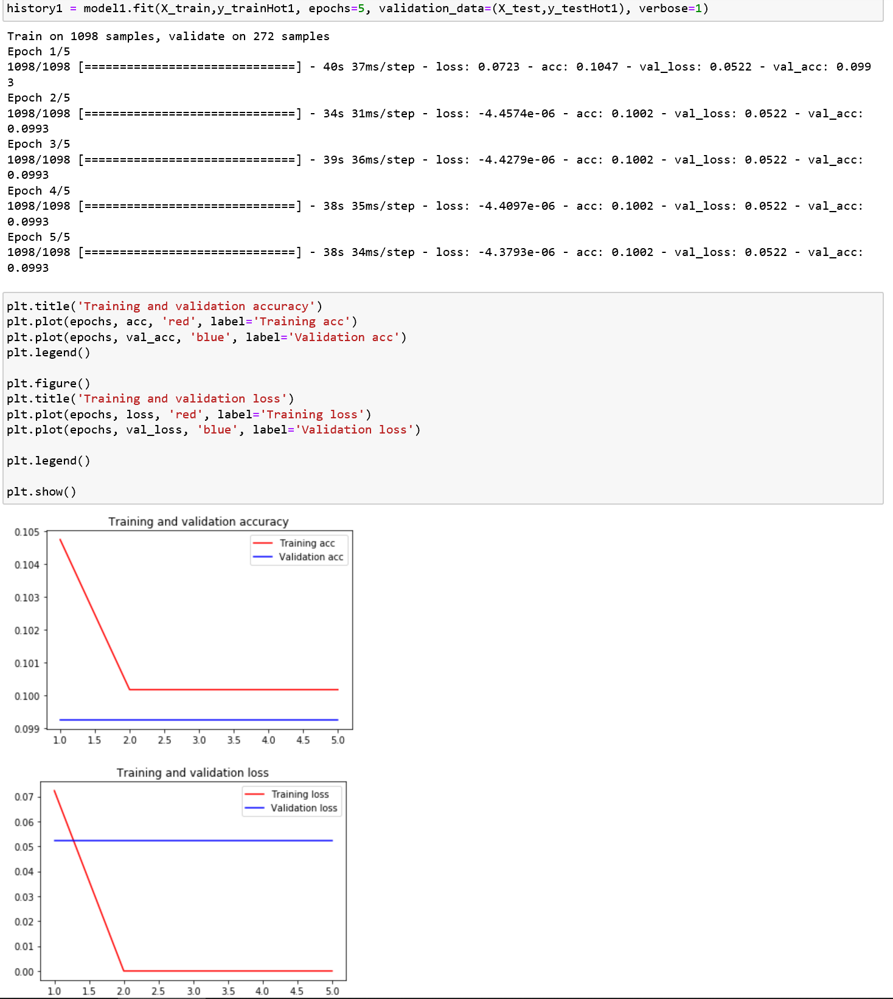 history1 = model1.fit(X_train,y_trainHot1, epochs=5, validation_data=(X_test,y_testHot1), verbose=1)
Train on 1098 samples, validate on 272 samples
Epoch 1/5
1098/1098 [==============================] - 40s 37ms/step - loss: 0.0723 - acc: 0.1047 - val_loss: 0.0522 - val_acc: 0.099
3
Epoch 2/5
1098/1098 [==============================] - 34s 31ms/step - loss: -4.4574e-06 - acc: 0.1002 - val_loss: 0.0522 - val_acc:
0.0993
Epoch 3/5
1098/1098 [==============================] - 39s 36ms/step - loss: -4.4279e-06 - acc: 0.1002 - val_loss: 0.0522 - val_acc:
0.0993
Epoch 4/5
1098/1098 [==============================] - 38s 35ms/step - loss: -4.4097e-06 - acc: 0.1002 - val_loss: 0.0522 - val_acc:
0.0993
Epoch 5/5
1098/1098 [==============================] - 38s 34ms/step - loss: -4.3793e-06 - acc: 0.1002 - val_loss: 0.0522 - val_acc:
0.0993
plt.title('Training and validation accuracy')
plt.plot(epochs, acc, 'red', label='Training acc')
plt.plot(epochs, val_acc, 'blue', label='Validation acc')
plt.legend()
plt.figure()
plt.title('Training and validation loss')
plt.plot(epochs, loss, 'red', label='Training loss')
plt.plot(epochs, val_loss, 'blue', label='Validation loss')
plt.legend()
plt.show()
Training and validation accuracy
Training acc
Validation acc
0.105
0.104
0.103
0.102
0.101
0.100
0.099
1.0 1.5 2.0 2.5 3.0 3.5 4.0 4.5 5.0
Training and validation loss
Training loss
Validation loss
0.07
0.06
0.05
0.04
0.03
0.02
0.01
0.00
1.0 1.5 2.0 2.5 3.0 3.5 4.0 4.5 5.0